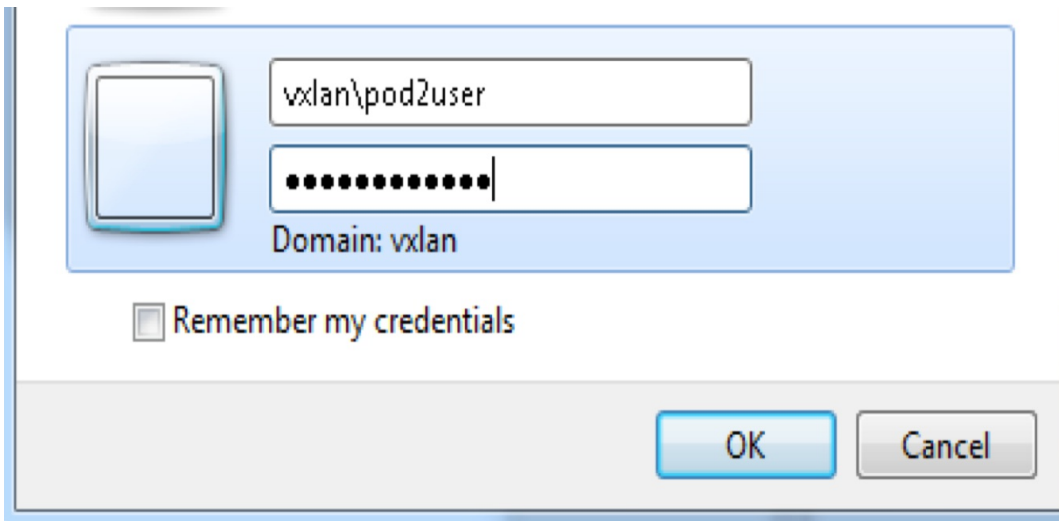 vxlan\pod2user
●●●●●●●●●●●●
Domain: vxlan
Remember my credentials
OK
Cancel